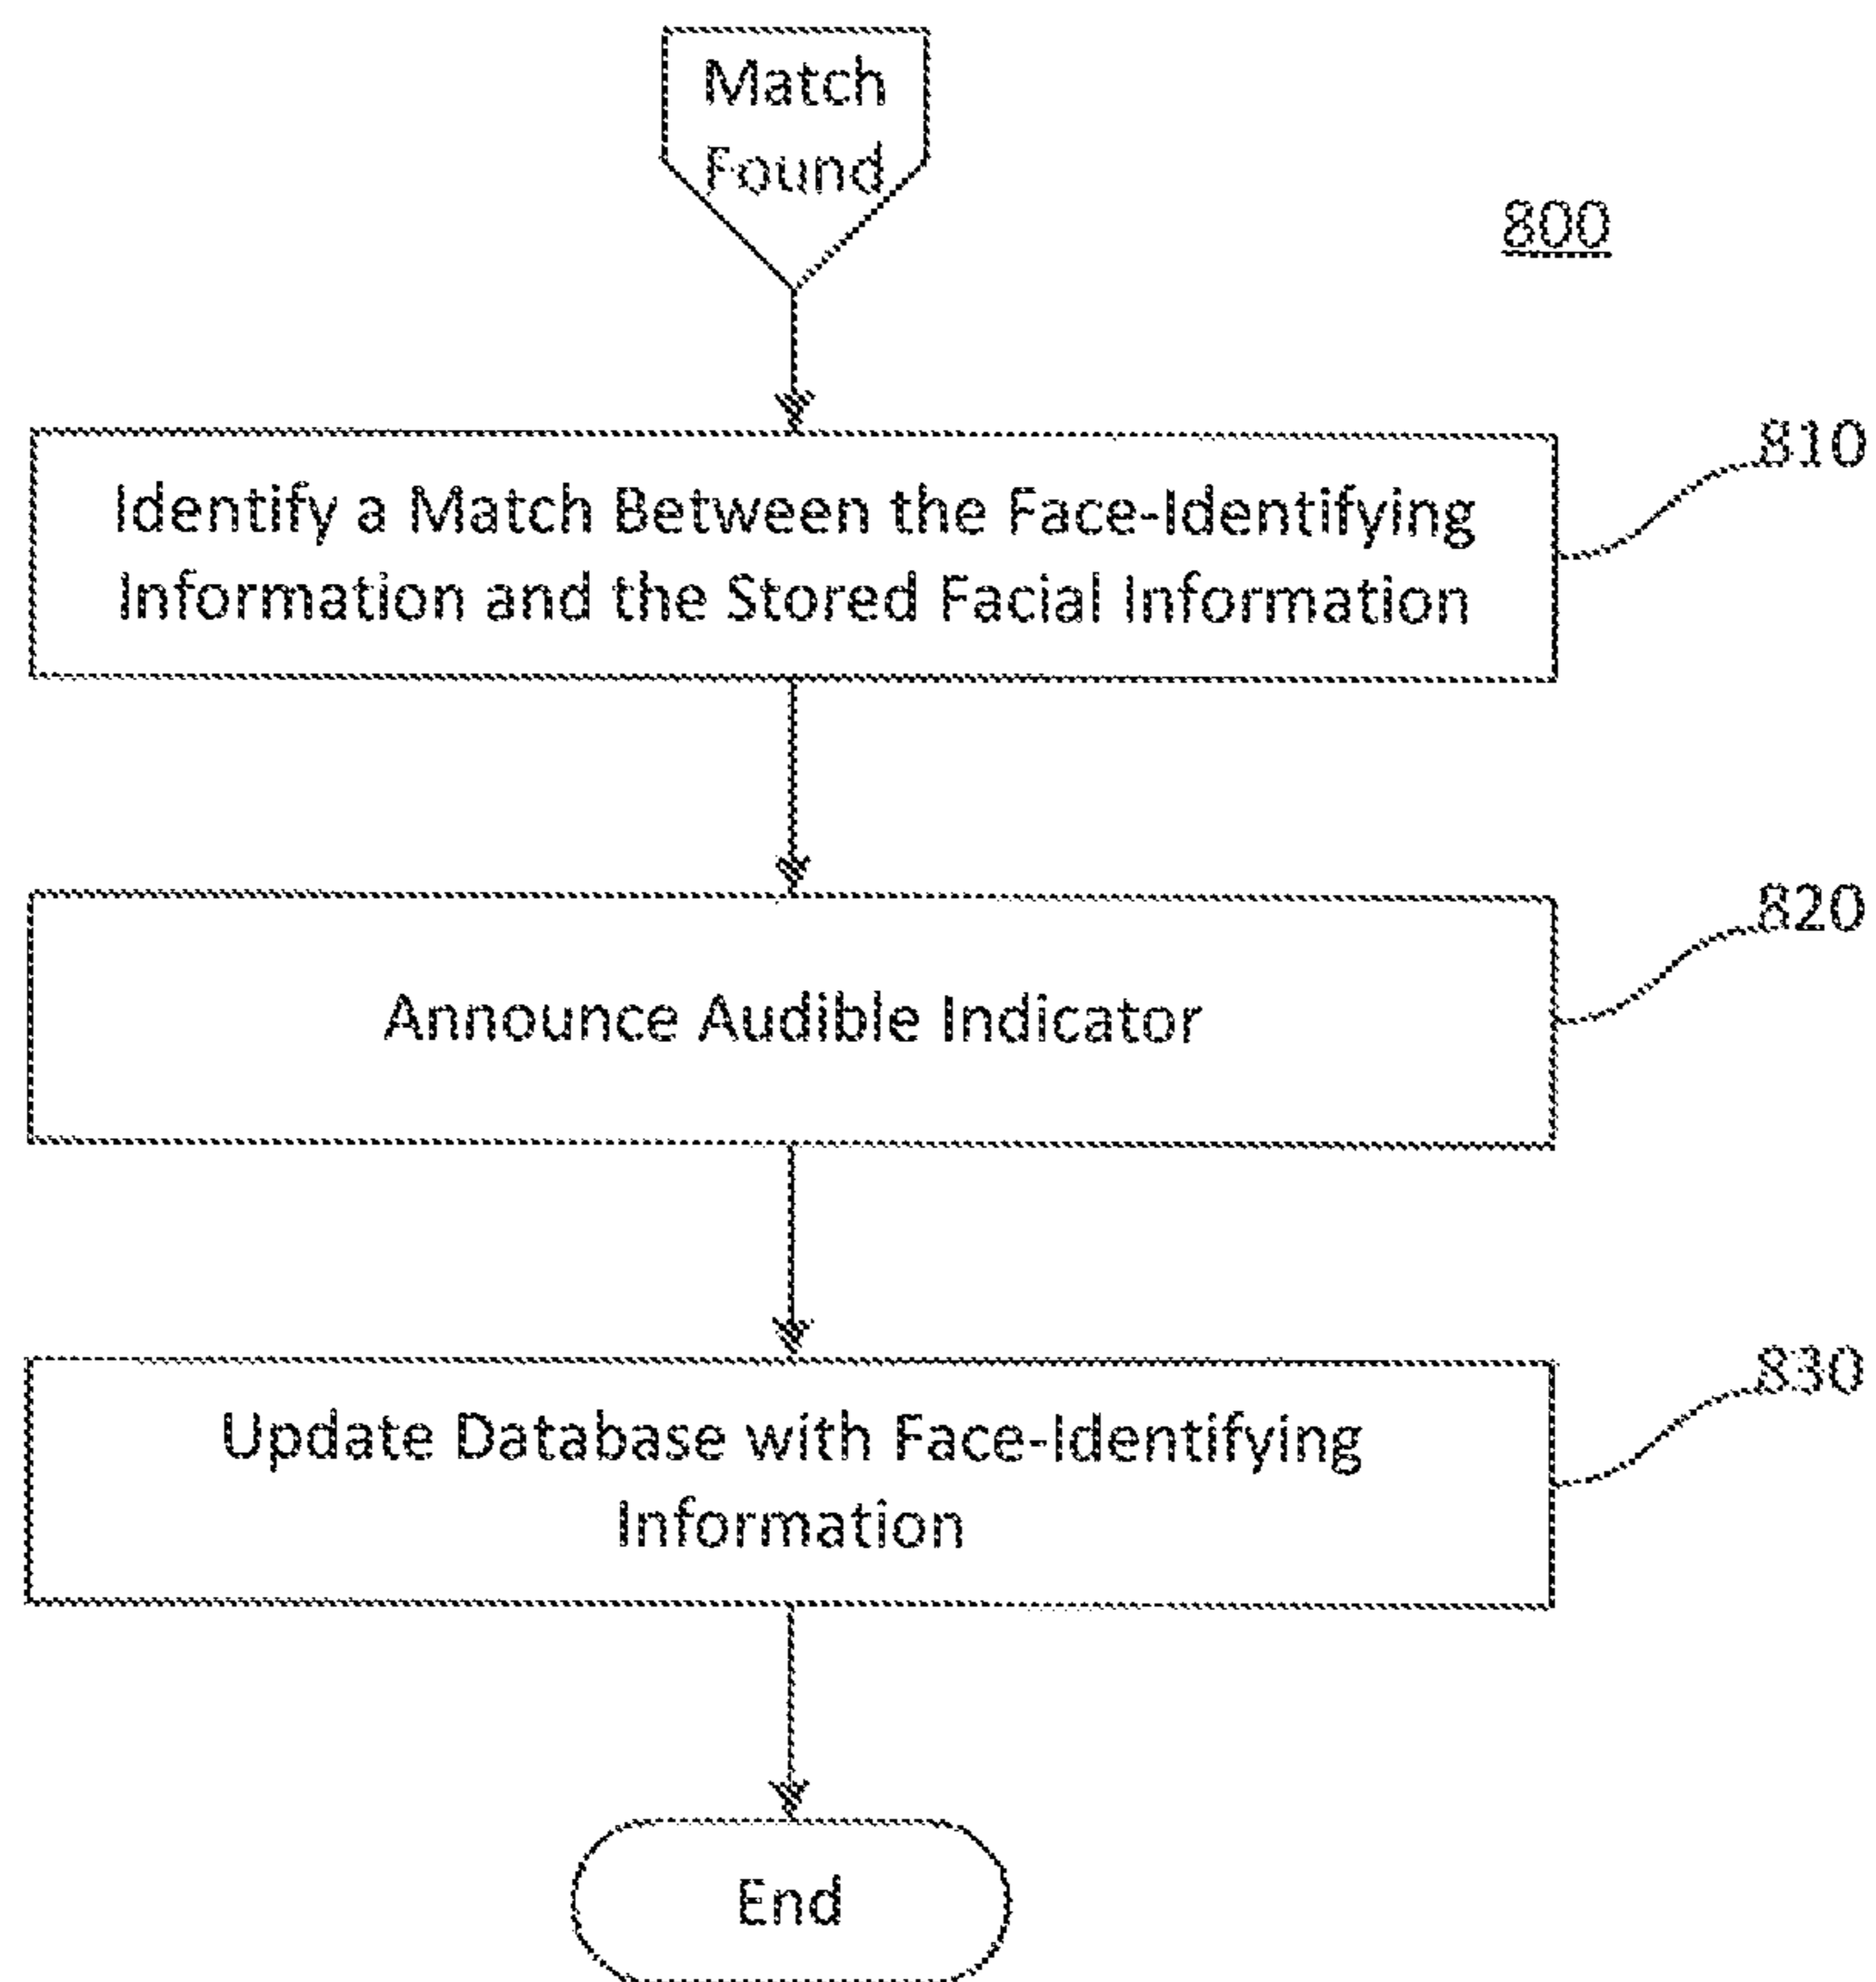 Match
Found
800
810
Identify a Match Between the Face-Identifying
Information and the Stored Facial Information
820
Announce Audible Indicator
830
Update Database with Face-Identifying
Information
End